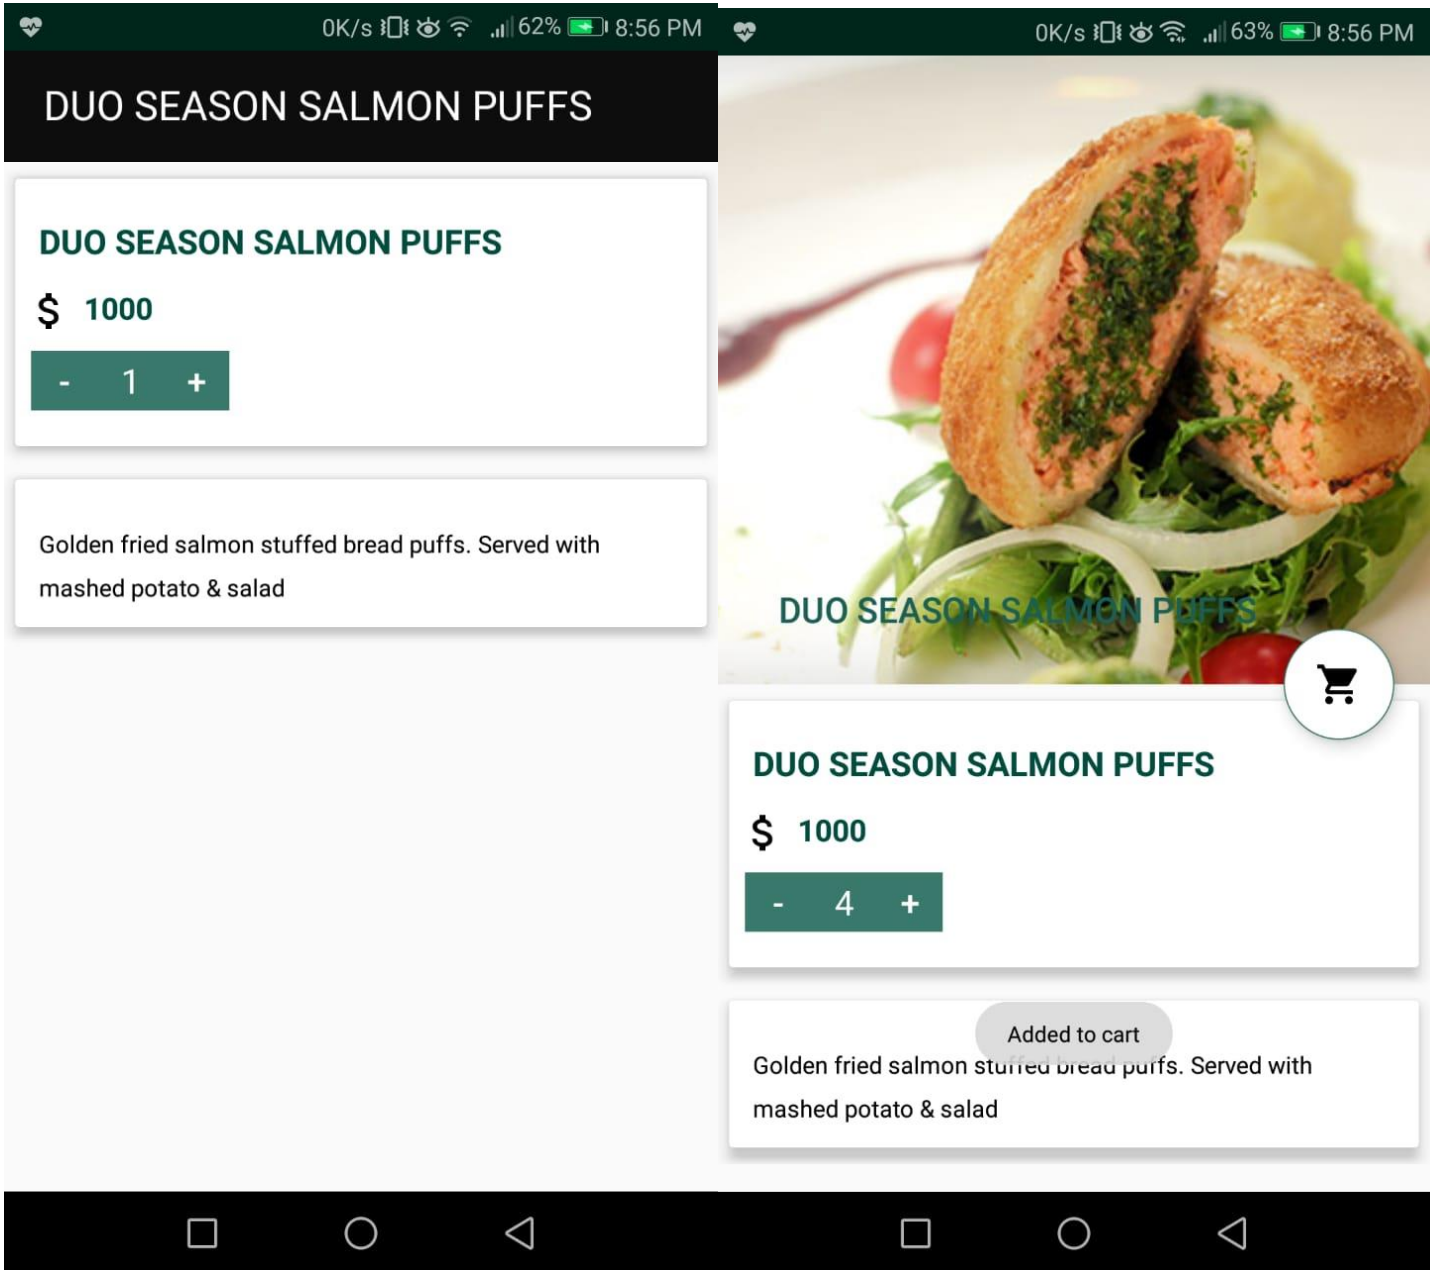 0K/s 62% 8:56 PM
DUO SEASON SALMON PUFFS
DUO SEASON SALMON PUFFS
$ 1000
- 1 +
Golden fried salmon stuffed bread puffs. Served with
mashed potato & salad
0K/s 63% 8:56 PM
DUO SEASON SALMON PUFFS
DUO SEASON SALMON PUFFS
$ 1000
- 4 +
Added to cart
Golden fried salmon stuffed bread puffs. Served with
mashed potato & salad